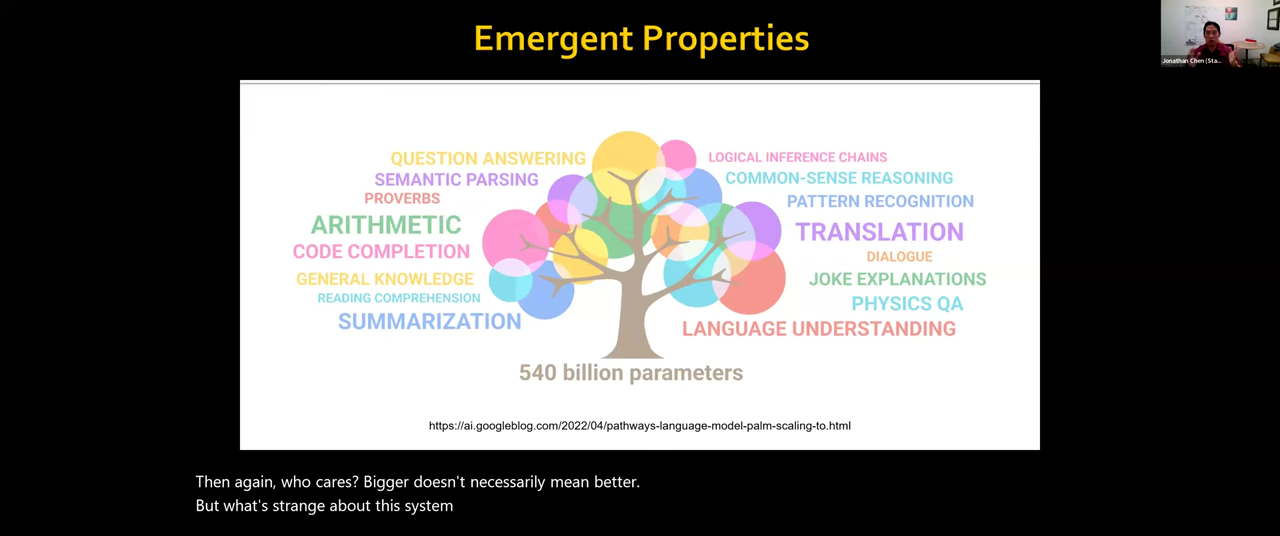 Emergent Properties
Jonathan Chen (Sta...
QUESTION ANSWERING
SEMANTIC PARSING
PROVERBS
ARITHMETIC
CODE COMPLETION
GENERAL KNOWLEDGE
READING COMPREHENSION
SUMMARIZATION
LOGICAL INFERENCE CHAINS
COMMON-SENSE REASONING
PATTERN RECOGNITION
TRANSLATION
DIALOGUE
JOKE EXPLANATIONS
PHYSICS QA
LANGUAGE UNDERSTANDING
540 billion parameters
https://ai.googleblog.com/2022/04/pathways-language-model-palm-scaling-to.html
Then again, who cares? Bigger doesn't necessarily mean better.
But what's strange about this system